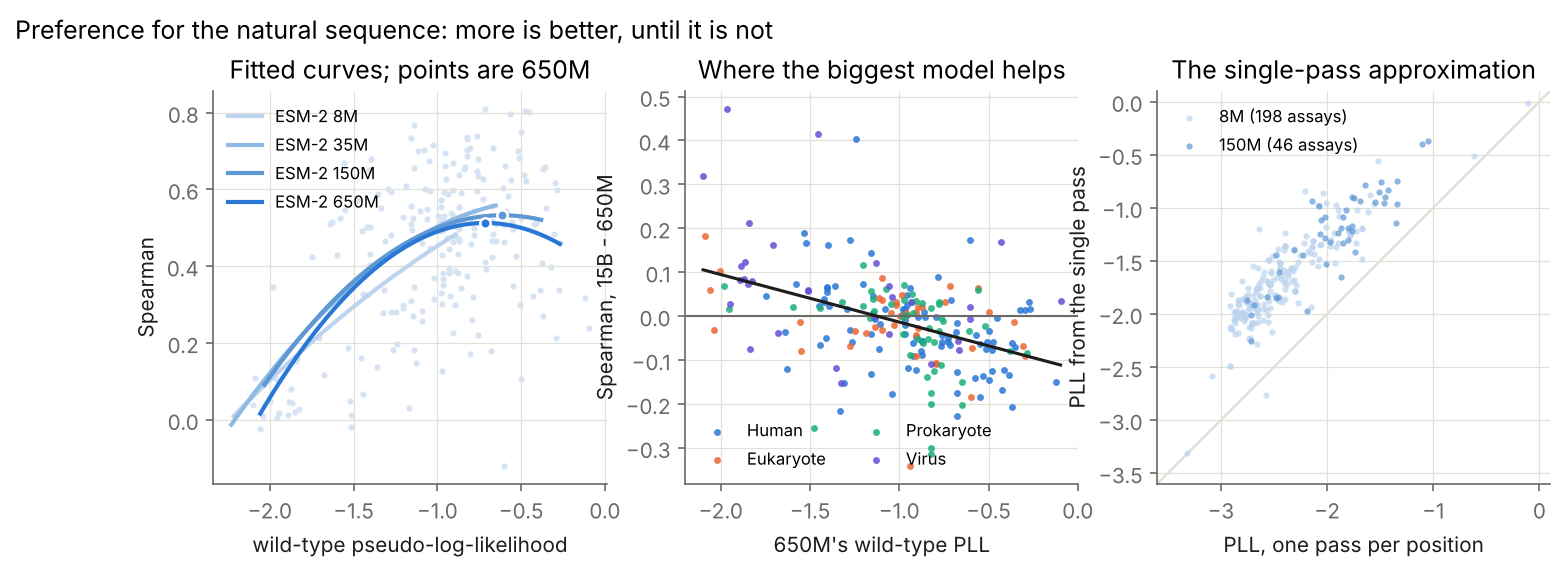 Preference for the natural sequence: more is better, until it is not
Fitted curves; points are 650M
Spearman
0.8
0.6
0.4
0.2
0.0
ESM-2 8M
ESM-2 35M
ESM-2 150M
ESM-2 650M
−2.0 −1.5 −1.0 −0.5 0.0
wild-type pseudo-log-likelihood
Where the biggest model helps
Spearman, 15B - 650M
0.5
0.4
0.3
0.2
0.1
0.0
−0.1
−0.2
−0.3
Human Prokaryote
Eukaryote Virus
−2.0 −1.5 −1.0 −0.5 0.0
650M's wild-type PLL
The single-pass approximation
PLL from the single pass
0.0
−0.5
−1.0
−1.5
−2.0
−2.5
−3.0
−3.5
8M (198 assays)
150M (46 assays)
−3 −2 −1 0
PLL, one pass per position